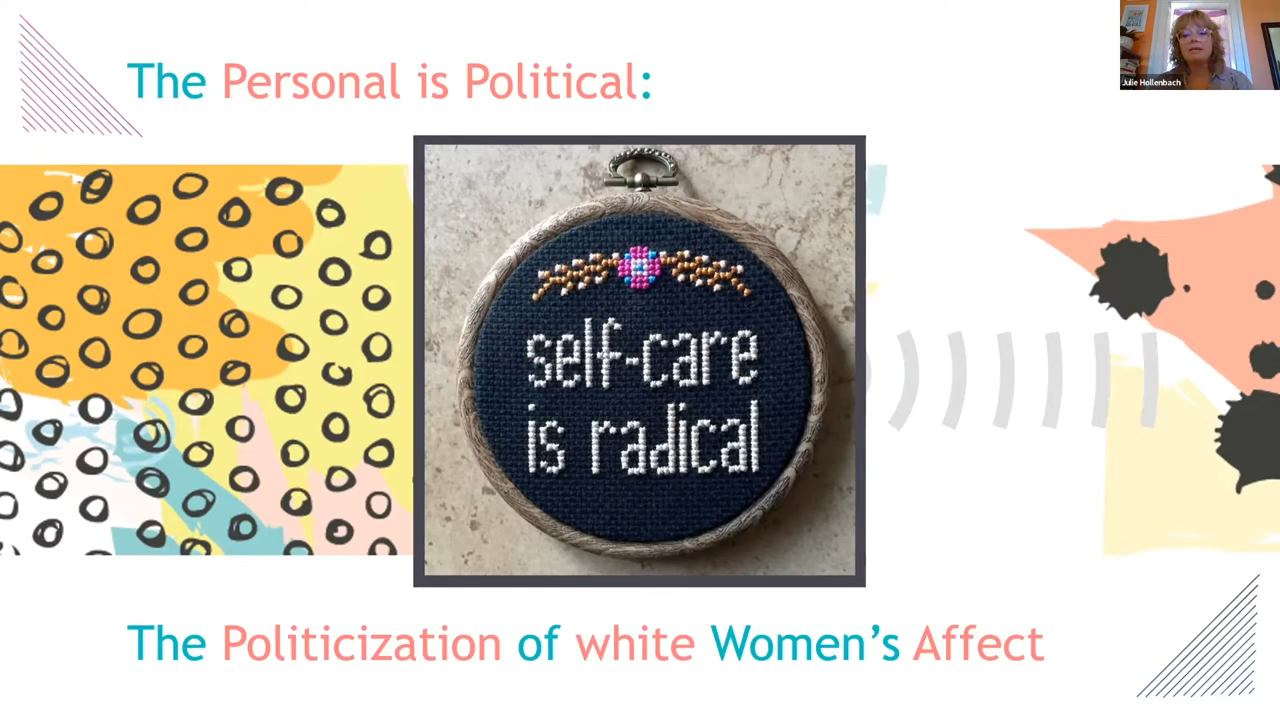 The Personal is Political:
Julie Hollenbach
self-care
is radical
The Politicization of white Women's Affect